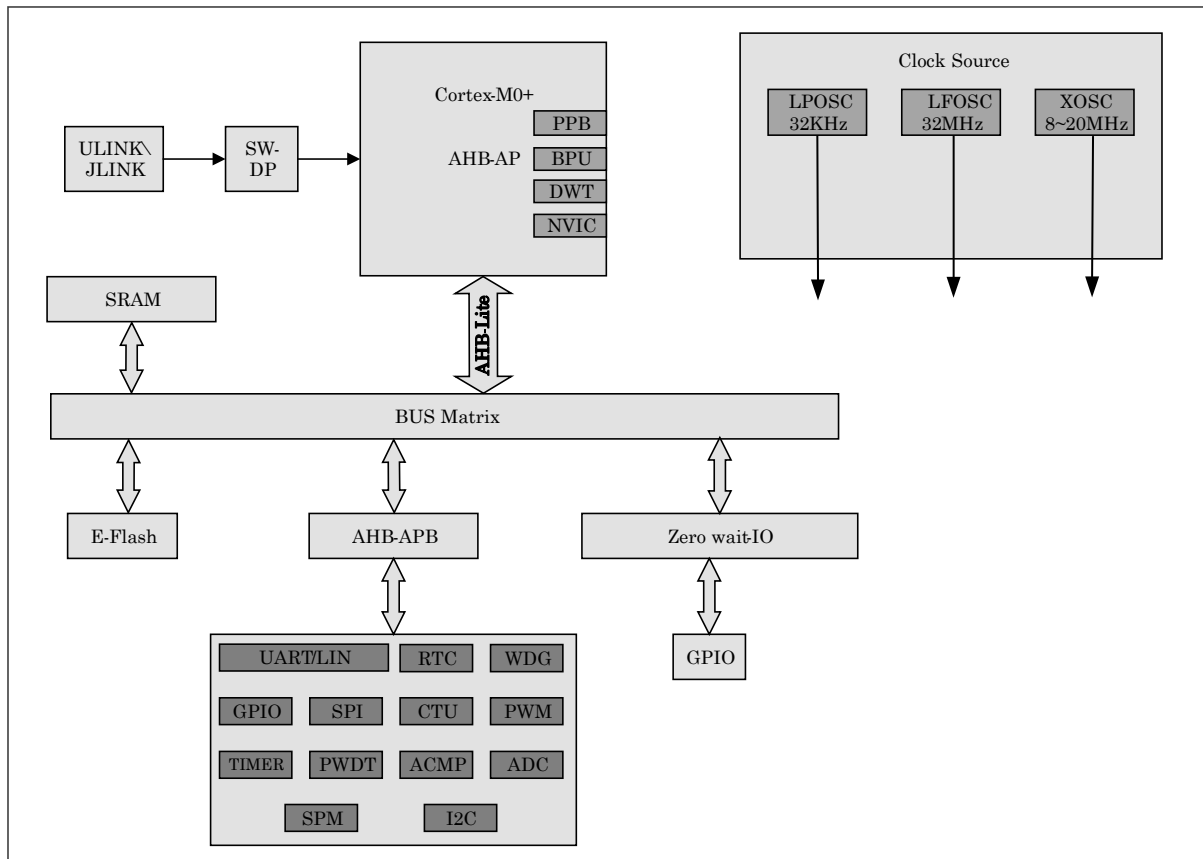 Cortex-M0+
PPB
AHB-AP
BPU
DWT
NVIC
ULINK\
JLINK
SW-
DP
Clock Source
LPOSC
32KHz
LFOSC
32MHz
XOSC
8~20MHz
SRAM
AHB-Lite
BUS Matrix
E-Flash
AHB-APB
Zero wait-IO
GPIO
UART/LIN
RTC
WDG
GPIO
SPI
CTU
PWM
TIMER
PWDT
ACMP
ADC
SPM
I2C